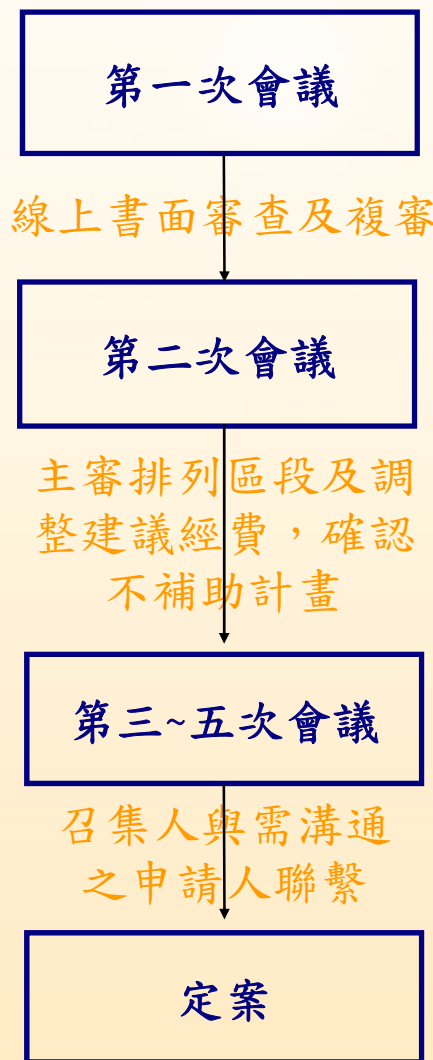 第一次會議
線上書面審查及複審
第二次會議
主審排列區段及調
整建議經費，確認
不補助計畫
第三~五次會議
召集人與需溝通
之申請人聯繫
定案